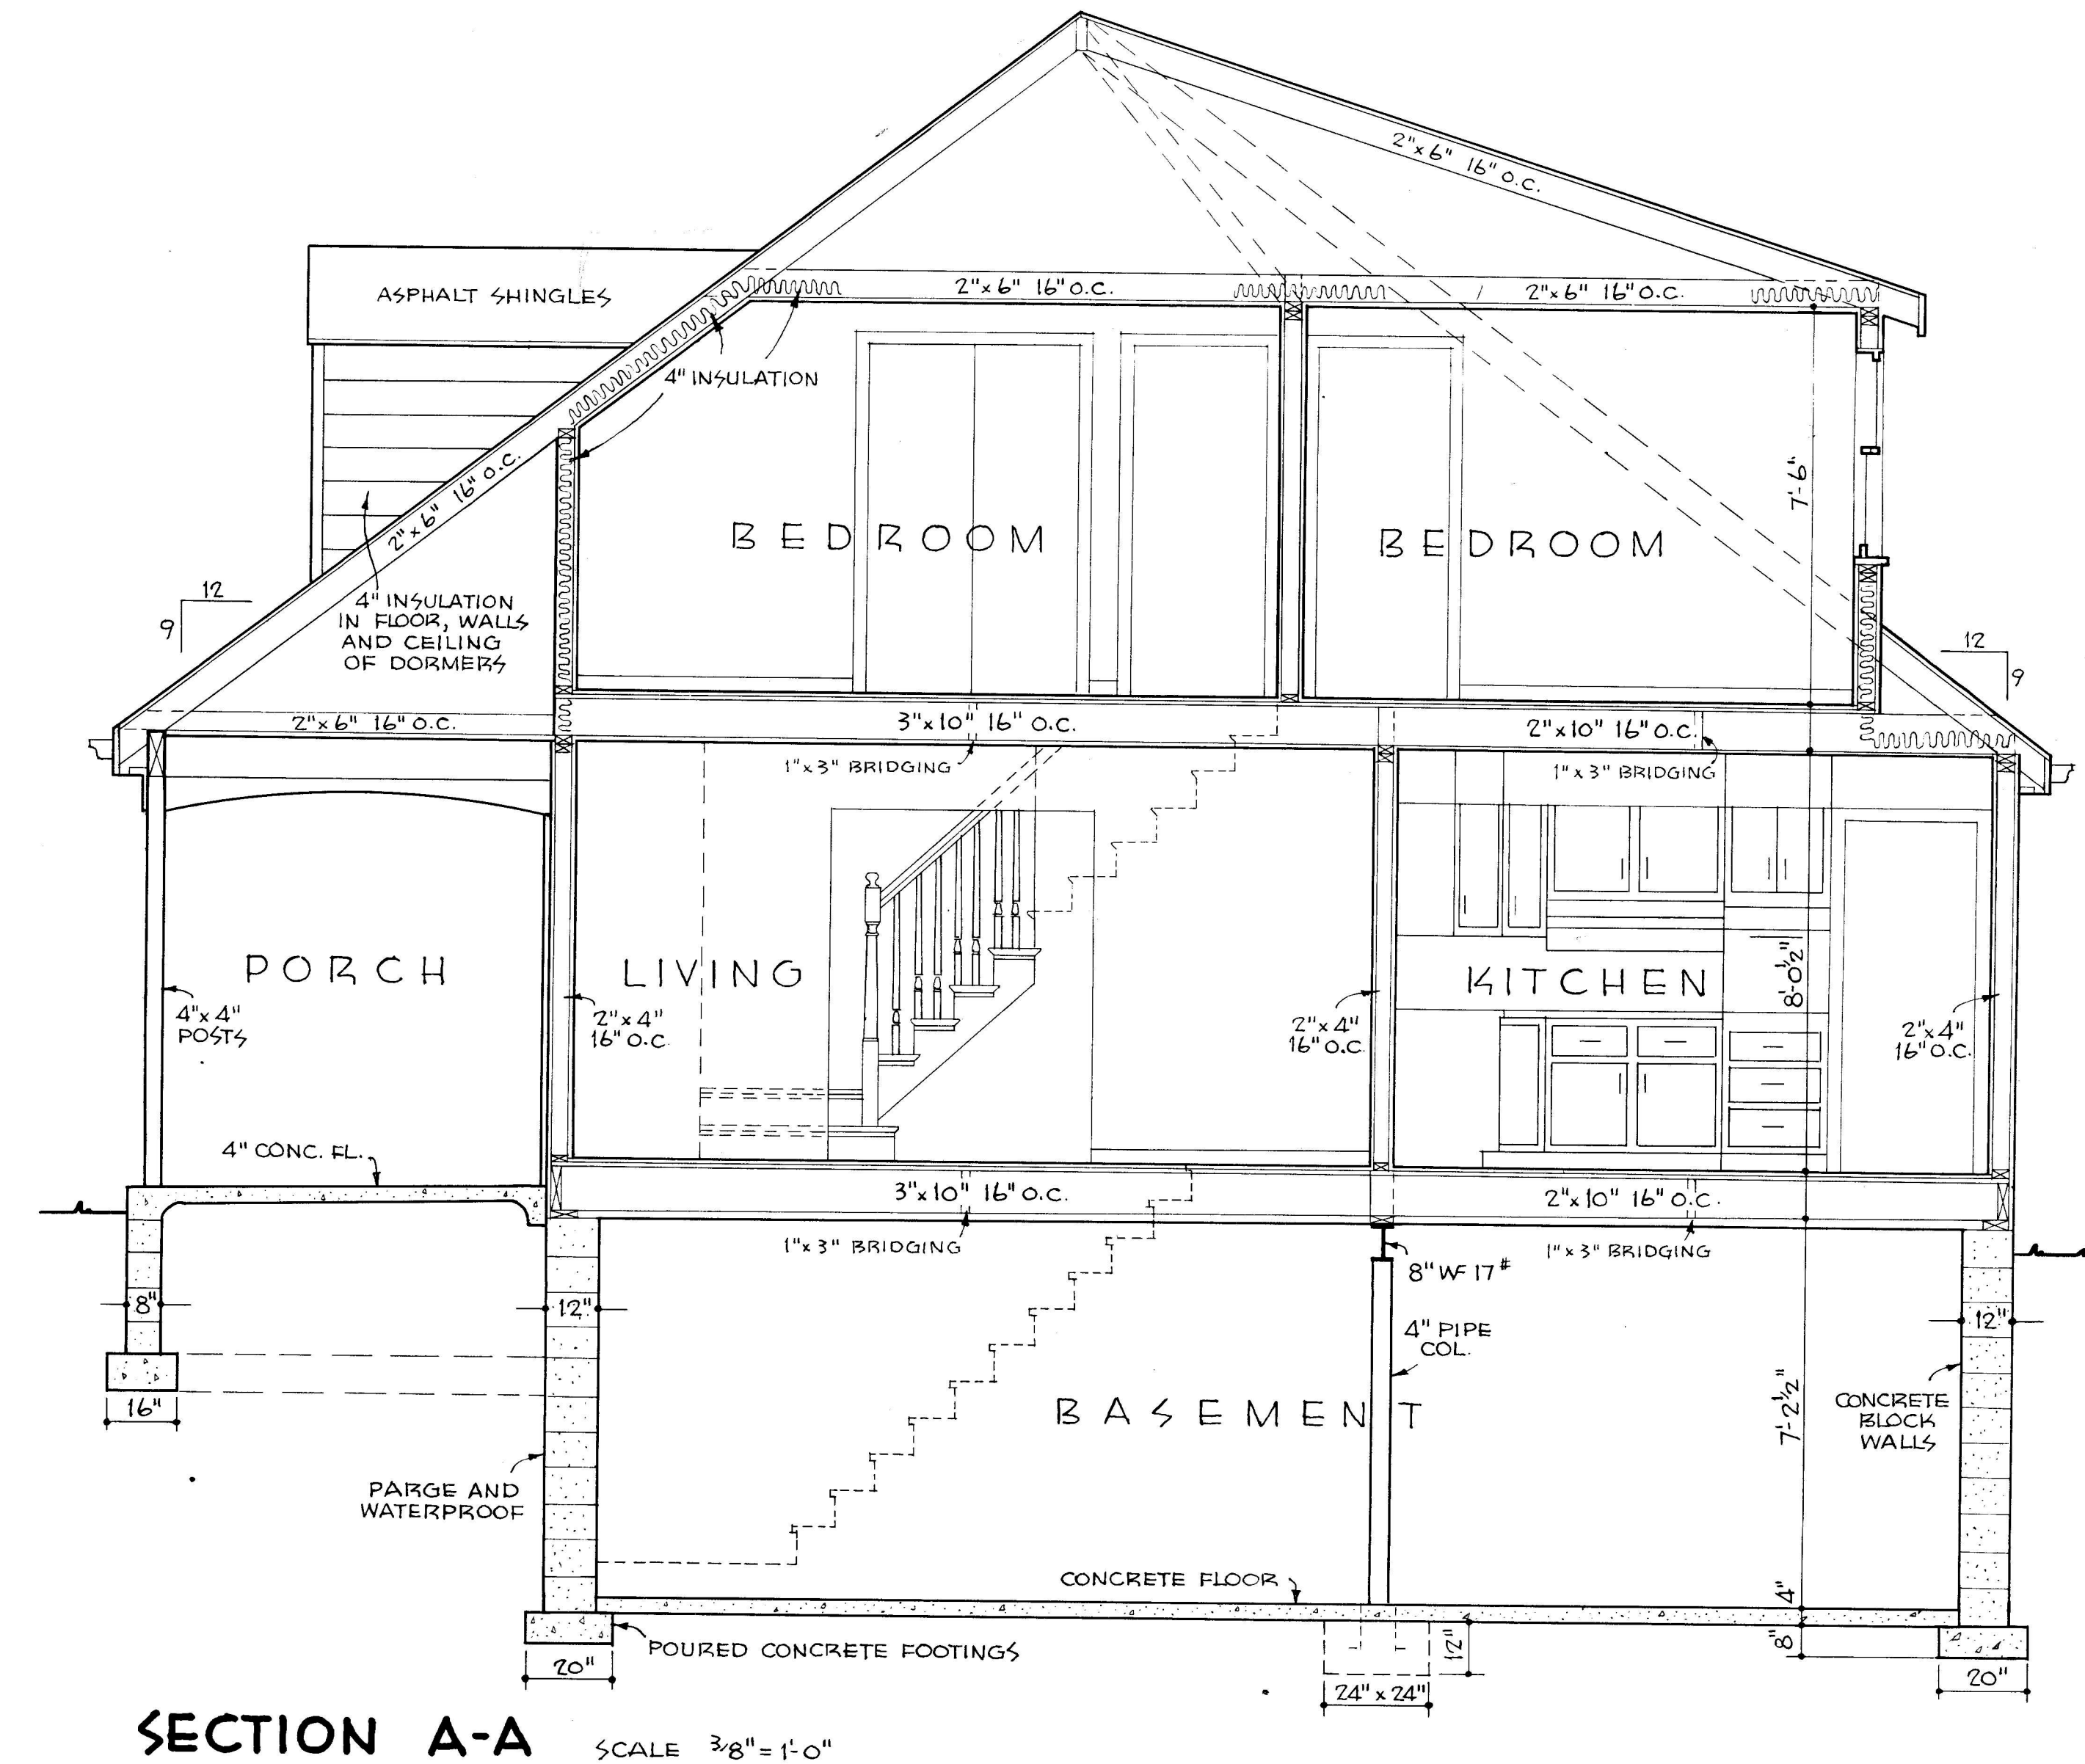 2"x6" 16" O.C.
ASPHALT SHINGLES
2"x6" 16" O.C.
2"x6" 16" O.C.
4" INSULATION
2"x6" 16" O.C.
7'-6"
BEDROOM
BEDROOM
12
9
4" INSULATION
IN FLOOR, WALLS
AND CEILING
OF DORMERS
12
9
2"x6" 16" O.C.
3"x10" 16" O.C.
2"x10" 16" O.C.
1"x3" BRIDGING
1"x3" BRIDGING
PORCH
LIVING
KITCHEN
8'-0½"
4"x4"
POSTS
2"x4"
16" O.C.
2"x4"
16" O.C.
2"x4"
16" O.C.
4" CONC. FL.
3"x10" 16" O.C.
2"x10" 16" O.C.
1"x3" BRIDGING
1"x3" BRIDGING
8" WF 17#
8"
12"
12"
4" PIPE
COL.
16"
BASEMENT
7'-2½"
CONCRETE
BLOCK
WALLS
PARGE AND
WATERPROOF
CONCRETE FLOOR
4"
POURED CONCRETE FOOTINGS
12"
8"
20"
24" x 24"
20"
SECTION A-A
SCALE 3/8" = 1'-0"